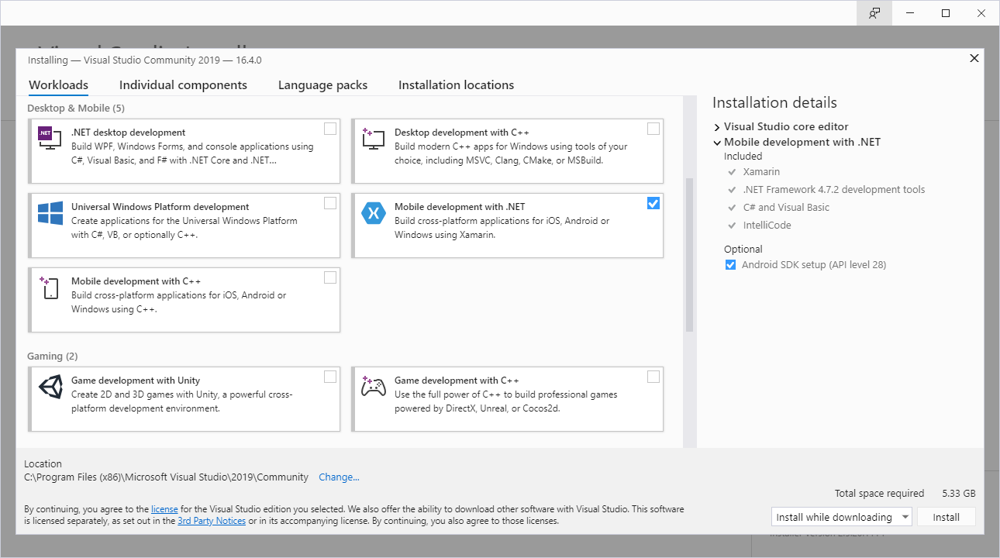 Installing — Visual Studio Community 2019 — 16.4.0
Workloads
Individual components
Language packs
Installation locations
Desktop & Mobile (5)
.NET
.NET desktop development
Build WPF, Windows Forms, and console applications using
C#, Visual Basic, and F# with .NET Core and .NET...
Desktop development with C++
Build modern C++ apps for Windows using tools of your
choice, including MSVC, Clang, CMake, or MSBuild.
Universal Windows Platform development
Create applications for the Universal Windows Platform
with C#, VB, or optionally C++.
Mobile development with .NET
Build cross-platform applications for iOS, Android or
Windows using Xamarin.
Mobile development with C++
Build cross-platform applications for iOS, Android or
Windows using C++.
Gaming (2)
Game development with Unity
Create 2D and 3D games with Unity, a powerful cross-
platform development environment.
Game development with C++
Use the full power of C++ to build professional games
powered by DirectX, Unreal, or Cocos2d.
Installation details
Visual Studio core editor
Mobile development with .NET
Included
Xamarin
.NET Framework 4.7.2 development tools
C# and Visual Basic
IntelliCode
Optional
Android SDK setup (API level 28)
Location
C:\Program Files (x86)\Microsoft Visual Studio\2019\Community Change...
Total space required 5.33 GB
By continuing, you agree to the license for the Visual Studio edition you selected. We also offer the ability to download other software with Visual Studio. This software
is licensed separately, as set out in the 3rd Party Notices or in its accompanying license. By continuing, you also agree to those licenses.
Install while downloading
Install